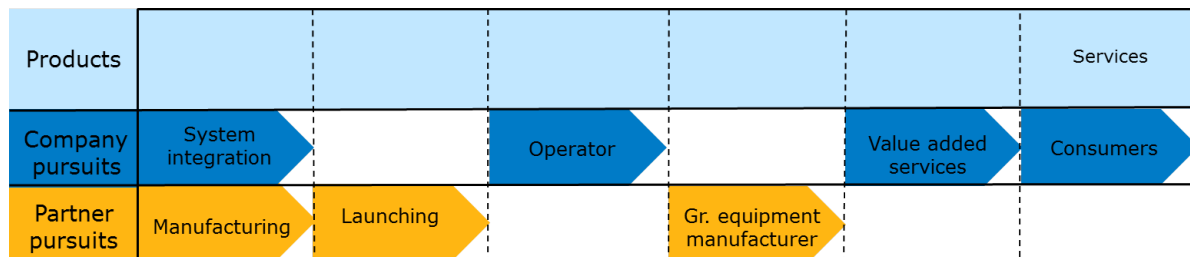 Products
Services
Company
pursuits
System
integration
Operator
Value added
services
Consumers
Partner
pursuits
Manufacturing
Launching
Gr. equipment
manufacturer